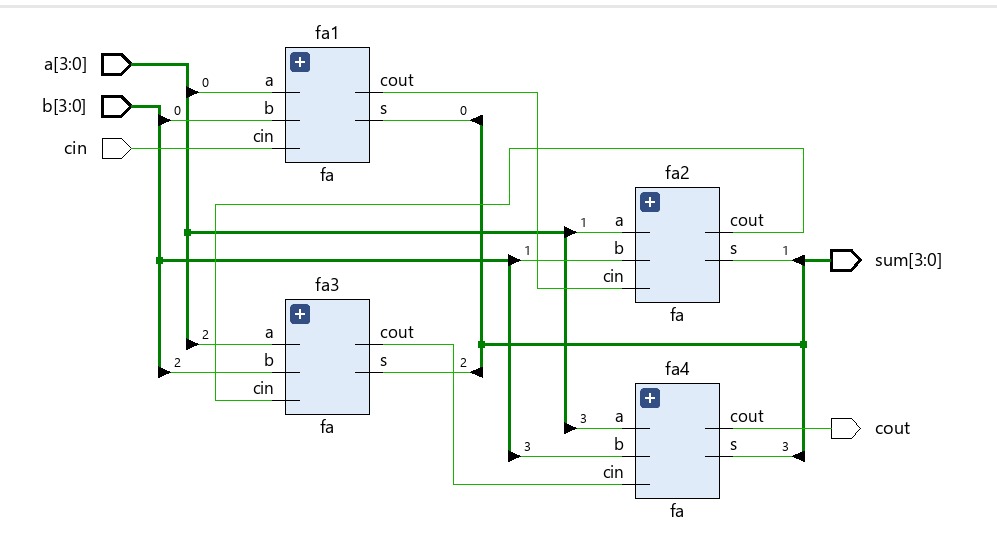 fa1
a[3:0]
0 a cout
b[3:0]
0 b s 0
cin
cin
fa
fa2
1 a cout
1 b s 1
sum[3:0]
cin
fa
fa3
2 a cout
2 b s 2
cin
fa
fa4
3 a cout
cout
3 b s 3
cin
fa